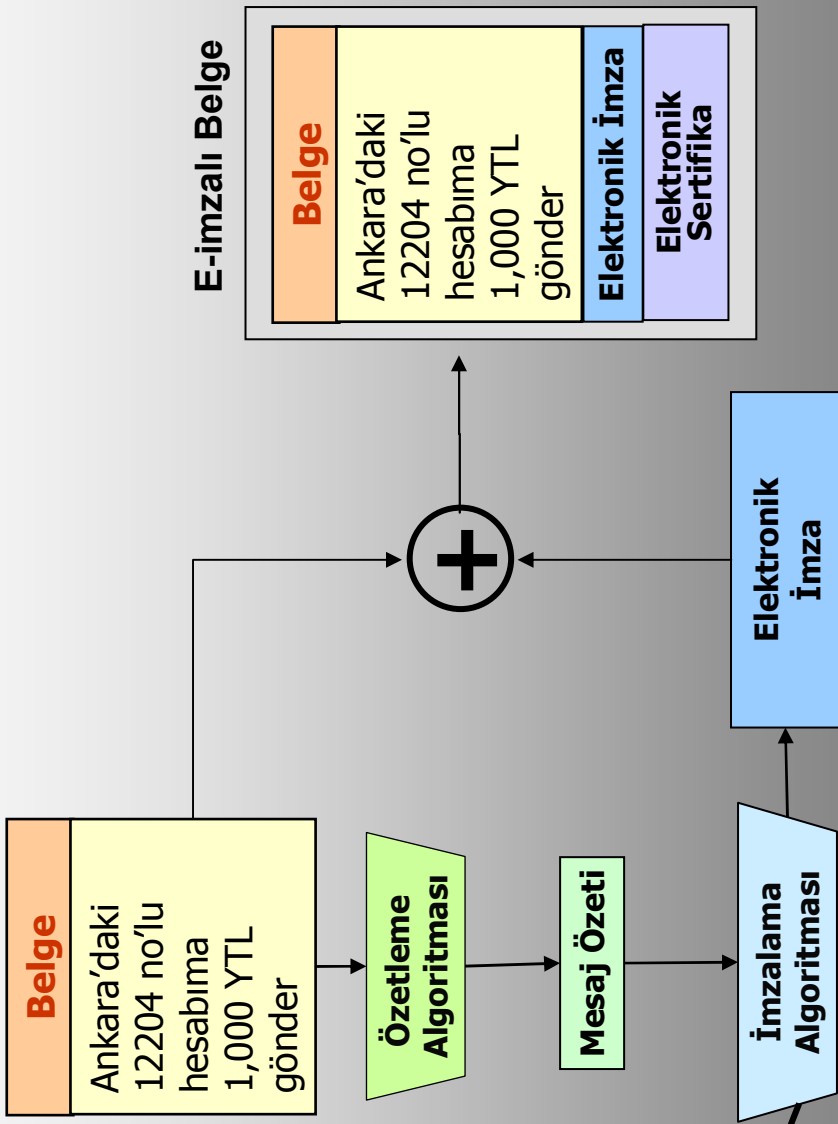 Belge
Ankara’daki
12204 no’lu
hesabıma
1,000 YTL
gönder
Özetleme
Algoritması
Mesaj Özeti
İmzalama
Algoritması
Elektronik
İmza
+
E-imzalı Belge
Belge
Ankara’daki
12204 no’lu
hesabıma
1,000 YTL
gönder
Elektronik İmza
Elektronik
Sertifika